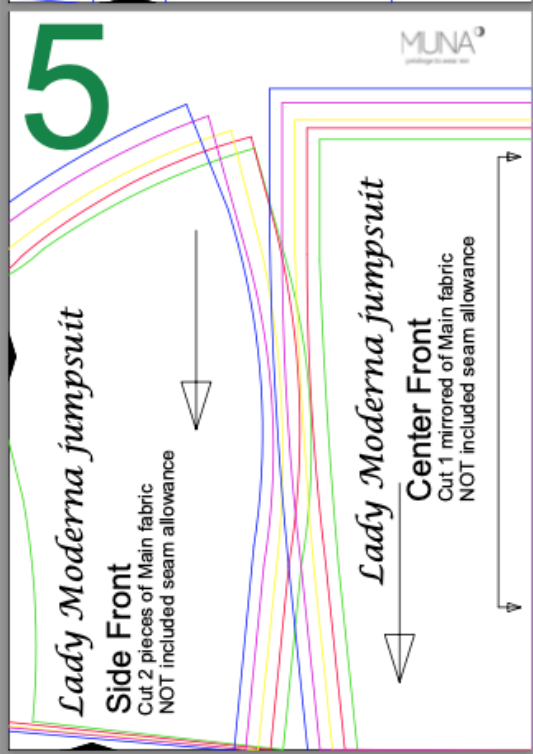 5
MUNA
Lady Moderna jumpsuit
Side Front
Cut 2 pieces of Main fabric
NOT included seam allowance
Lady Moderna jumpsuit
Center Front
Cut 1 mirrored of Main fabric
NOT included seam allowance